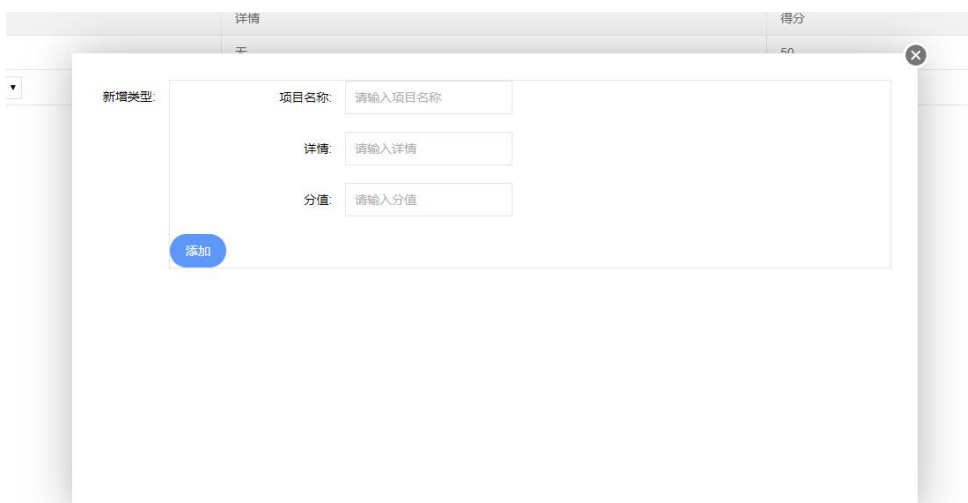 详情 得分
无 50
新增类型: 项目名称: 请输入项目名称
详情: 请输入详情
分值: 请输入分值
添加